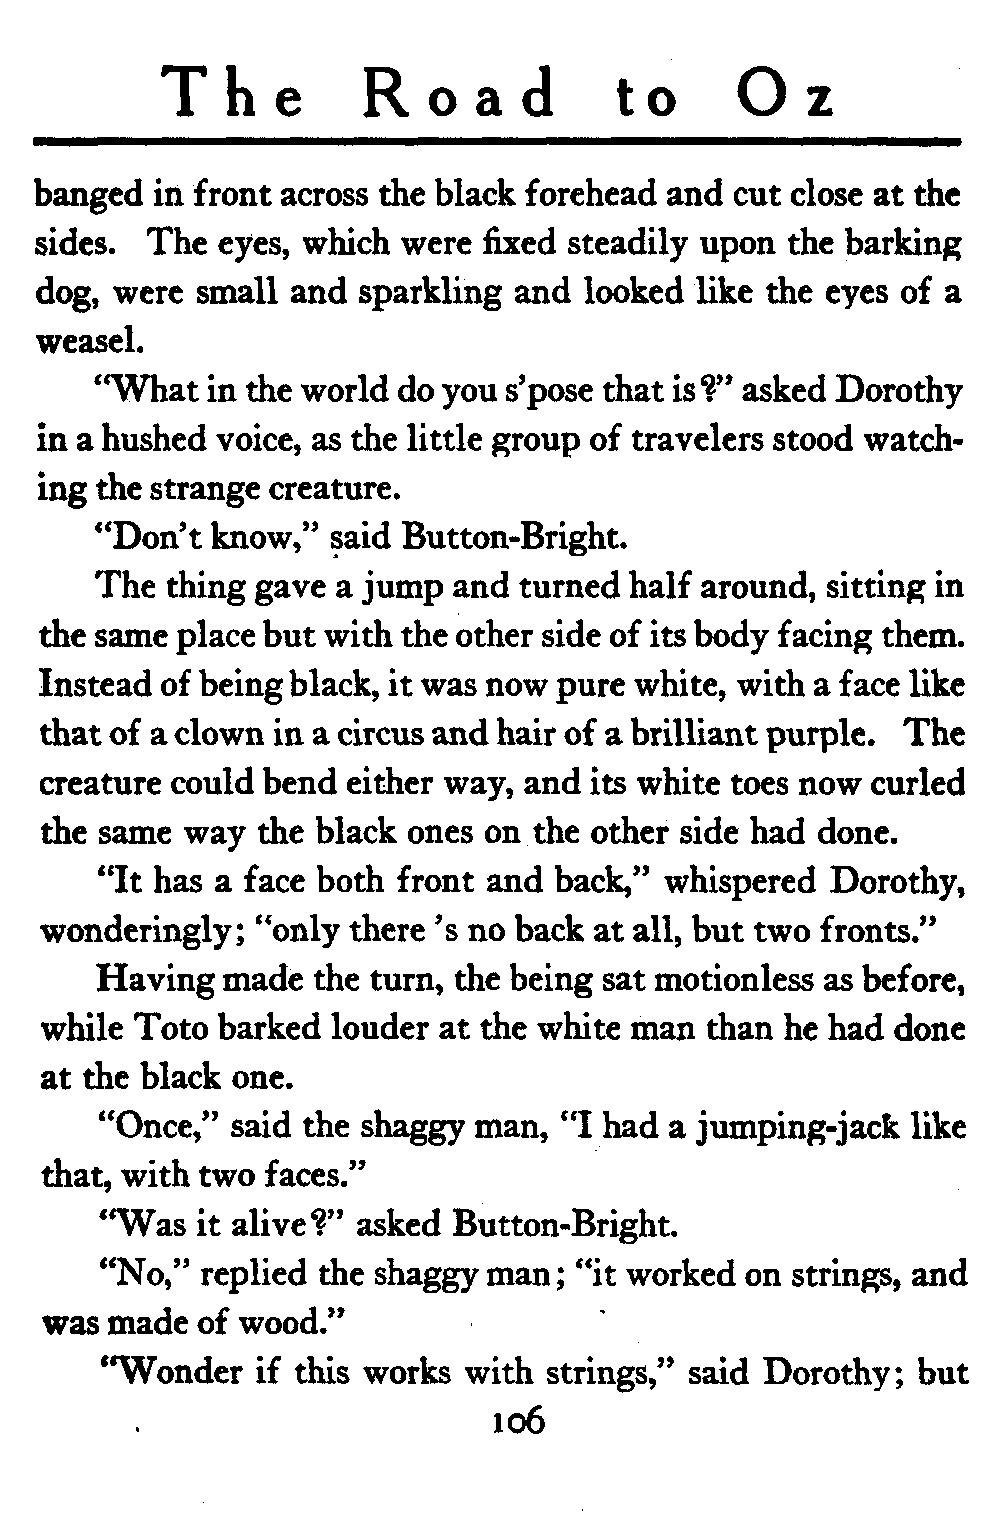 The Road to Oz
banged in front across the black forehead and cut close at the
sides. The eyes, which were fixed steadily upon the barking
dog, were small and sparkling and looked like the eyes of a
weasel.
“What in the world do you s’pose that is?” asked Dorothy
in a hushed voice, as the little group of travelers stood watch-
ing the strange creature.
“Don’t know,” said Button-Bright.
The thing gave a jump and turned half around, sitting in
the same place but with the other side of its body facing them.
Instead of being black, it was now pure white, with a face like
that of a clown in a circus and hair of a brilliant purple. The
creature could bend either way, and its white toes now curled
the same way the black ones on the other side had done.
“It has a face both front and back,” whispered Dorothy,
wonderingly; “only there ’s no back at all, but two fronts.”
Having made the turn, the being sat motionless as before,
while Toto barked louder at the white man than he had done
at the black one.
“Once,” said the shaggy man, “I had a jumping-jack like
that, with two faces.”
“Was it alive?” asked Button-Bright.
“No,” replied the shaggy man; “it worked on strings, and
was made of wood.”
“Wonder if this works with strings,” said Dorothy; but
106